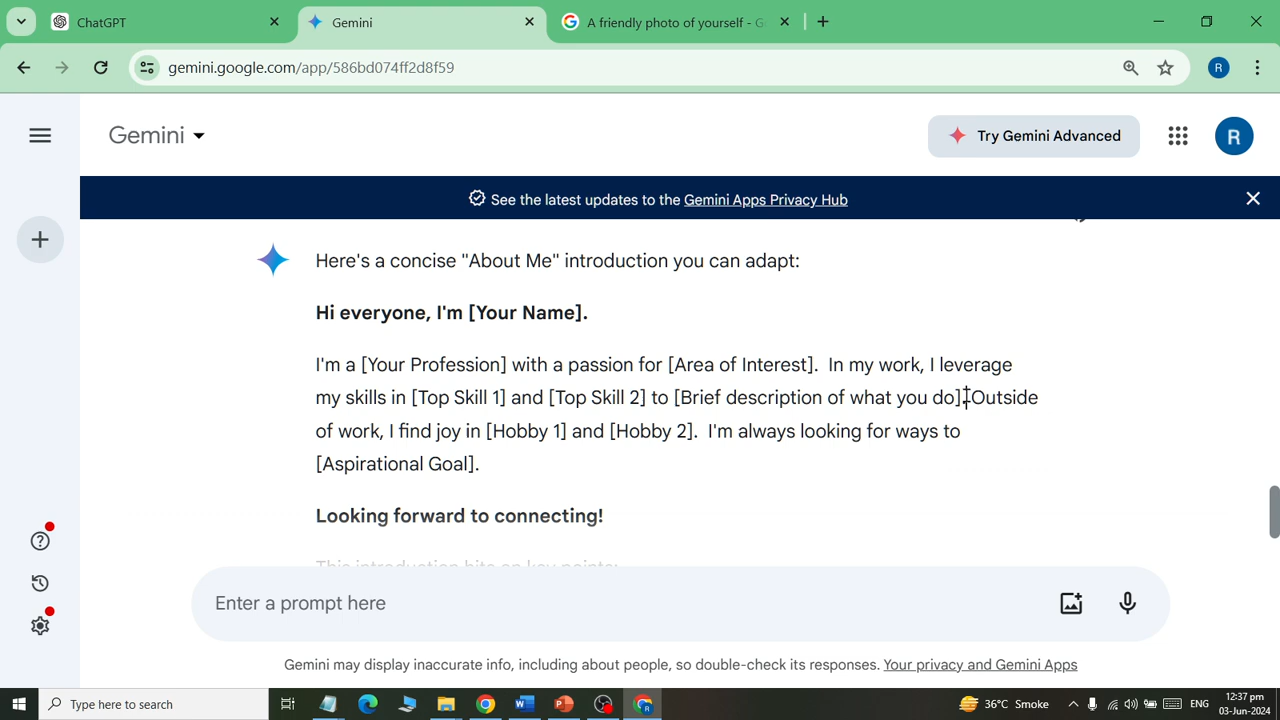 ChatGPT
Gemini
A friendly photo of yourself - G
gemini.google.com/app/586bd074ff2d8f59
R
Gemini
Try Gemini Advanced
R
See the latest updates to the Gemini Apps Privacy Hub
Here's a concise "About Me" introduction you can adapt:
Hi everyone, I'm [Your Name].
I'm a [Your Profession] with a passion for [Area of Interest]. In my work, I leverage
my skills in [Top Skill 1] and [Top Skill 2] to [Brief description of what you do]. Outside
of work, I find joy in [Hobby 1] and [Hobby 2]. I'm always looking for ways to
[Aspirational Goal].
Looking forward to connecting!
This introduction hits on key points:
Enter a prompt here
Gemini may display inaccurate info, including about people, so double-check its responses. Your privacy and Gemini Apps
Type here to search
36°C Smoke
ENG
12:37 pm
03-Jun-2024